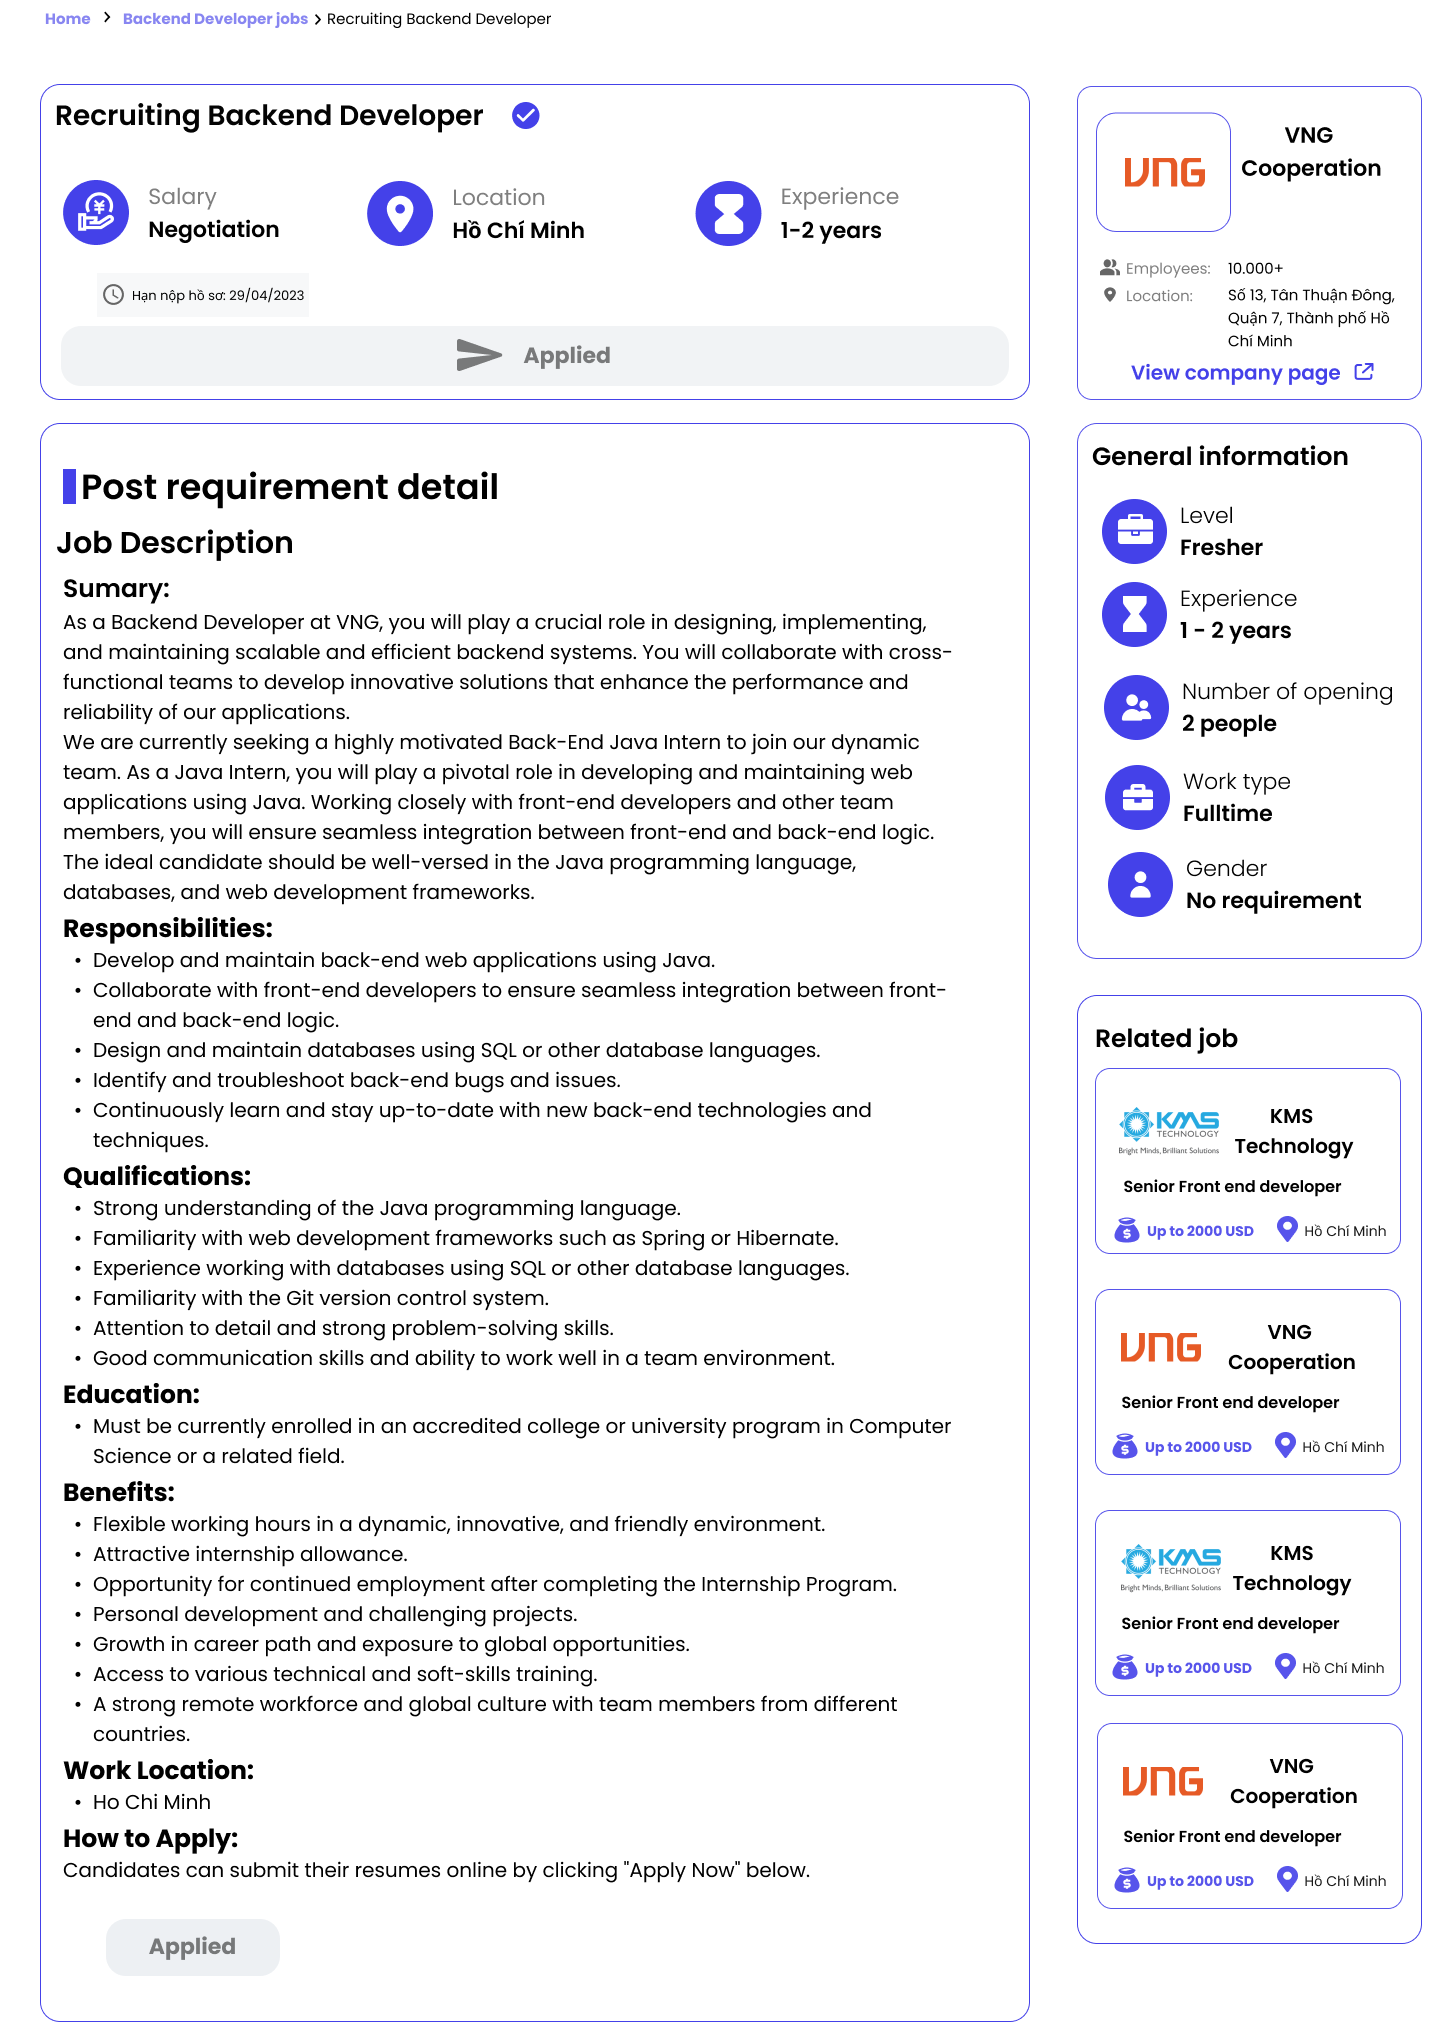 Home > Backend Developer jobs > Recruiting Backend Developer
Recruiting Backend Developer
Salary
Negotiation
Location
Hồ Chí Minh
Experience
1-2 years
Hạn nộp hồ sơ: 29/04/2023
Applied
VNG
VNG
Cooperation
Employees: 10.000+
Location: Số 13, Tân Thuận Đông,
Quận 7, Thành phố Hồ
Chí Minh
View company page
Post requirement detail
Job Description
Sumary:
As a Backend Developer at VNG, you will play a crucial role in designing, implementing,
and maintaining scalable and efficient backend systems. You will collaborate with cross-
functional teams to develop innovative solutions that enhance the performance and
reliability of our applications.
We are currently seeking a highly motivated Back-End Java Intern to join our dynamic
team. As a Java Intern, you will play a pivotal role in developing and maintaining web
applications using Java. Working closely with front-end developers and other team
members, you will ensure seamless integration between front-end and back-end logic.
The ideal candidate should be well-versed in the Java programming language,
databases, and web development frameworks.
Responsibilities:
• Develop and maintain back-end web applications using Java.
• Collaborate with front-end developers to ensure seamless integration between front-
end and back-end logic.
• Design and maintain databases using SQL or other database languages.
• Identify and troubleshoot back-end bugs and issues.
• Continuously learn and stay up-to-date with new back-end technologies and
techniques.
Qualifications:
• Strong understanding of the Java programming language.
• Familiarity with web development frameworks such as Spring or Hibernate.
• Experience working with databases using SQL or other database languages.
• Familiarity with the Git version control system.
• Attention to detail and strong problem-solving skills.
• Good communication skills and ability to work well in a team environment.
Education:
• Must be currently enrolled in an accredited college or university program in Computer
Science or a related field.
Benefits:
• Flexible working hours in a dynamic, innovative, and friendly environment.
• Attractive internship allowance.
• Opportunity for continued employment after completing the Internship Program.
• Personal development and challenging projects.
• Growth in career path and exposure to global opportunities.
• Access to various technical and soft-skills training.
• A strong remote workforce and global culture with team members from different
countries.
Work Location:
• Ho Chi Minh
How to Apply:
Candidates can submit their resumes online by clicking "Apply Now" below.
Applied
General information
Level
Fresher
Experience
1 - 2 years
Number of opening
2 people
Work type
Fulltime
Gender
No requirement
Related job
KMS
TECHNOLOGY
Bright Minds, Brilliant Solutions
KMS
Technology
Senior Front end developer
Up to 2000 USD
Hồ Chí Minh
VNG
VNG
Cooperation
Senior Front end developer
Up to 2000 USD
Hồ Chí Minh
KMS
TECHNOLOGY
Bright Minds, Brilliant Solutions
KMS
Technology
Senior Front end developer
Up to 2000 USD
Hồ Chí Minh
VNG
VNG
Cooperation
Senior Front end developer
Up to 2000 USD
Hồ Chí Minh